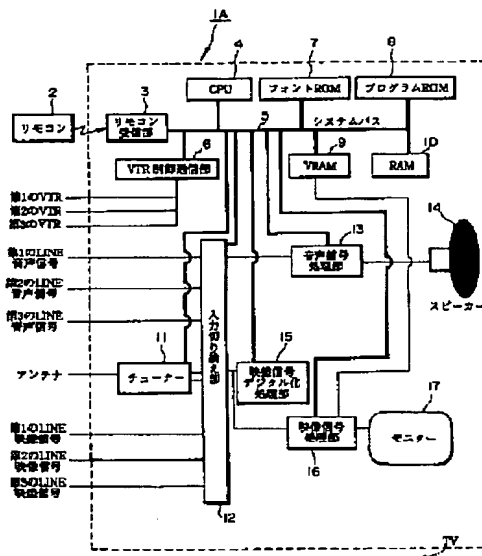 1A
4
7
8
CPU
フォントROM
プログラムROM
2
3
リモコン
リモコン
受信部
5
システムバス
6
9
10
VTR制御通信部
VRAM
RAM
第1のVTR
第2のVTR
第3のVTR
13
14
第1のLINE
音声信号
音声信号
処理部
第2のLINE
音声信号
スピーカー
第3のLINE
音声信号
入力切り換え部
11
15
アンテナ
チューナー
映像信号
デジタル化
処理部
17
第1のLINE
映像信号
映像信号
処理部
モニター
第2のLINE
映像信号
16
第3のLINE
映像信号
12
TV